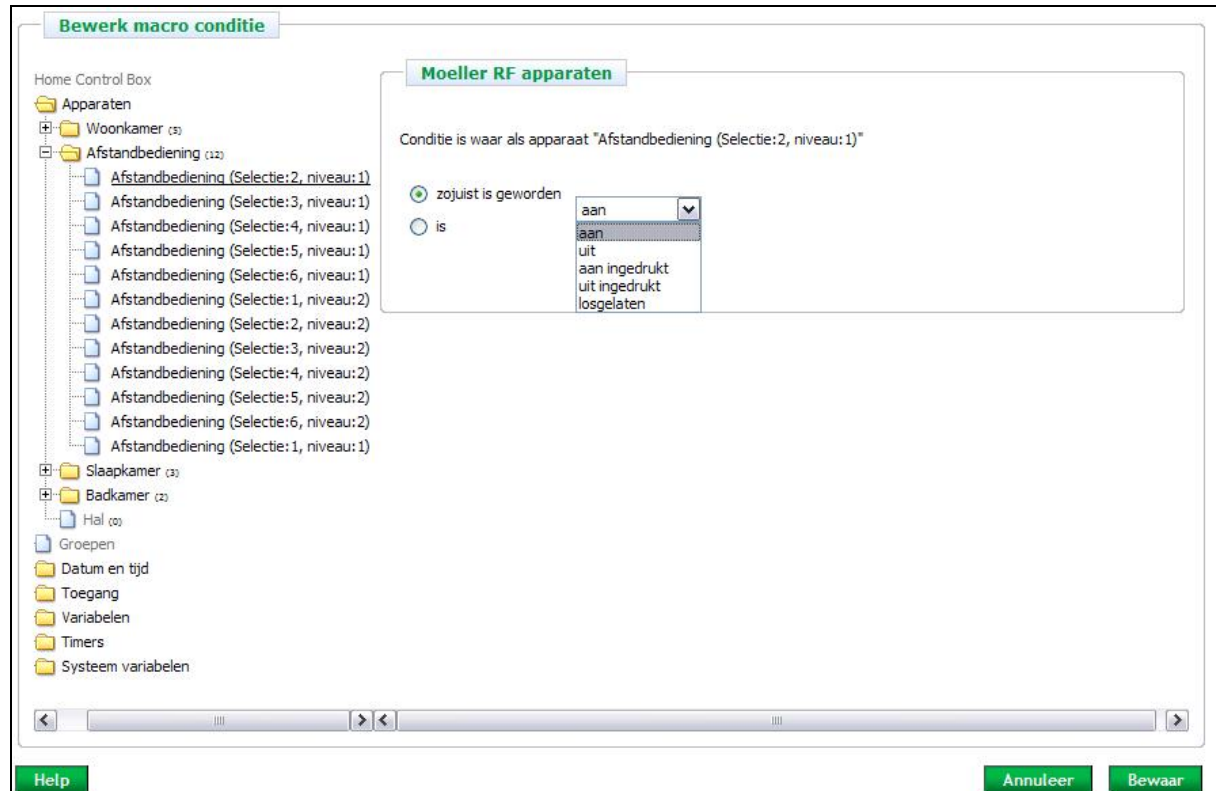 Bewerk macro conditie
Home Control Box
Apparaten
Woonkamer (5)
Afstandbediening (12)
Afstandbediening (Selectie:2, niveau:1)
Afstandbediening (Selectie:3, niveau:1)
Afstandbediening (Selectie:4, niveau:1)
Afstandbediening (Selectie:5, niveau:1)
Afstandbediening (Selectie:6, niveau:1)
Afstandbediening (Selectie:1, niveau:2)
Afstandbediening (Selectie:2, niveau:2)
Afstandbediening (Selectie:3, niveau:2)
Afstandbediening (Selectie:4, niveau:2)
Afstandbediening (Selectie:5, niveau:2)
Afstandbediening (Selectie:6, niveau:2)
Afstandbediening (Selectie:1, niveau:1)
Slaapkamer (3)
Badkamer (2)
Hal (0)
Groepen
Datum en tijd
Toegang
Variabelen
Timers
Systeem variabelen
Moeller RF apparaten
Conditie is waar als apparaat "Afstandbediening (Selectie:2, niveau:1)"
zojuist is geworden
is
aan
aan
uit
aan ingedrukt
uit ingedrukt
losgelaten
Help
Annuleer
Bewaar